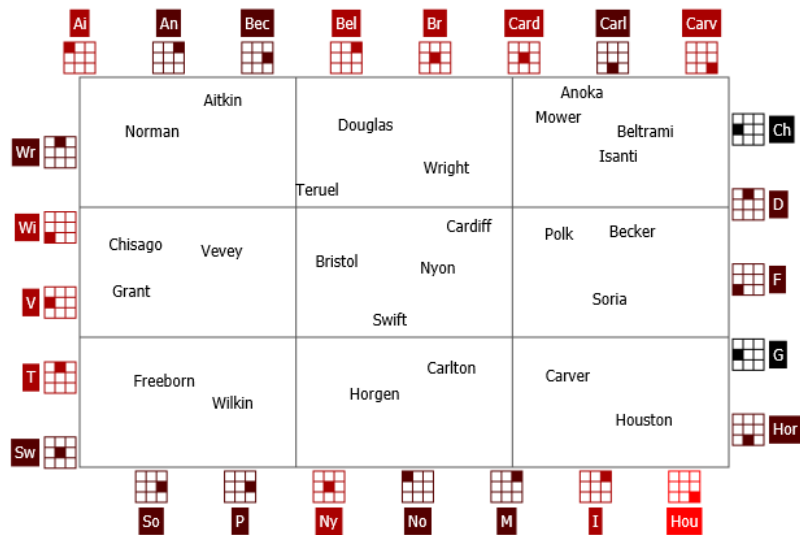 Ai An Bec Bel Br Card Carl Carv
Anoka
Aitkin
Mower
Douglas
Norman
Beltrami
Ch
Wr
Isanti
Wright
Teruel
D
Wi
Cardiff
Becker
Polk
Chisago
Vevey
Bristol
Nyon
F
Grant
V
Soria
Swift
G
Carlton
T
Freeborn
Carver
Horgen
Wilkin
Houston
Hor
Sw
So P Ny No M I Hou